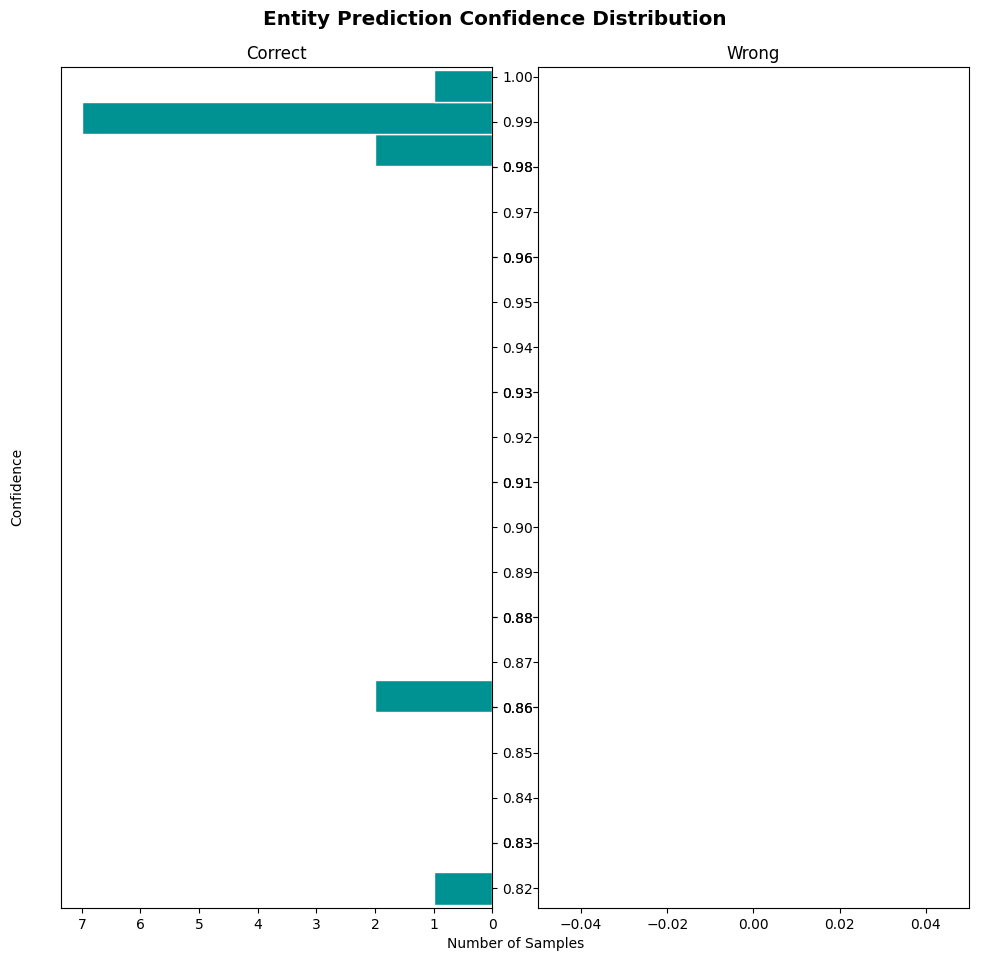 Entity Prediction Confidence Distribution
Correct
Wrong
1.00
0.99
0.98
0.97
0.96
0.95
0.94
0.93
0.92
0.91
0.90
0.89
0.88
0.87
0.86
0.85
0.84
0.83
0.82
Confidence
7 6 5 4 3 2 1 0
−0.04 −0.02 0.00 0.02 0.04
Number of Samples